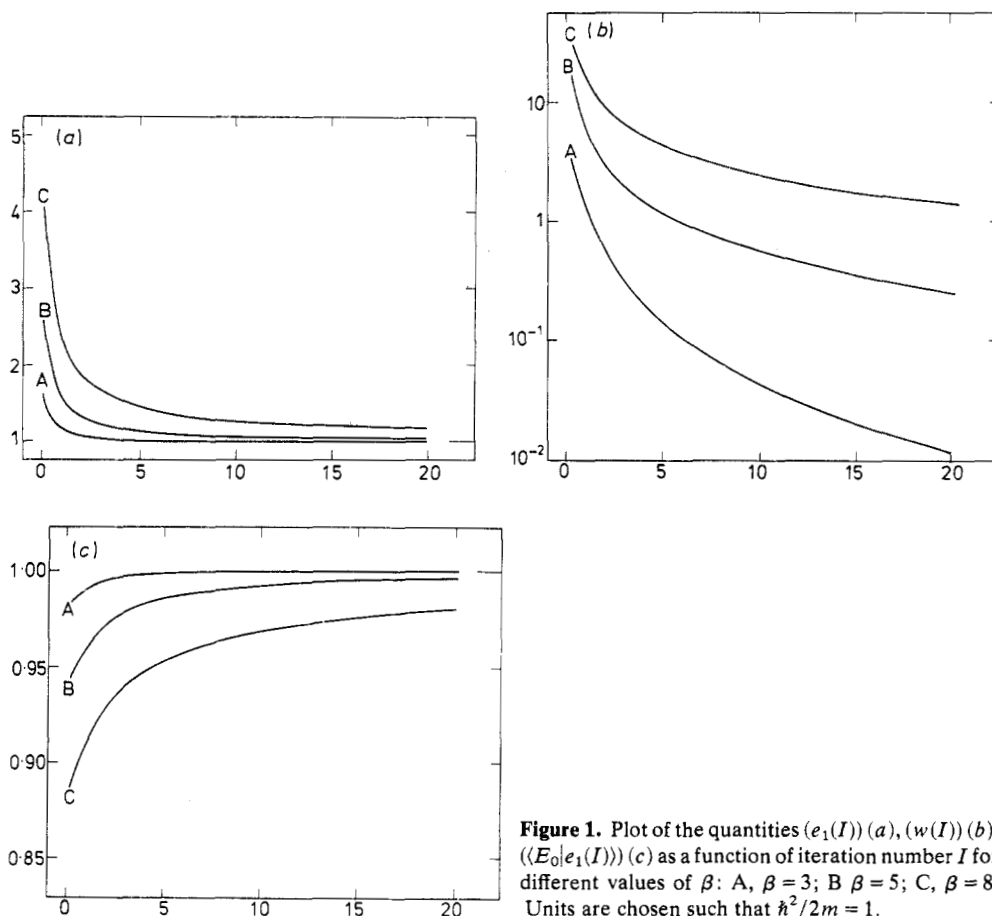 (a)
5
4
3
2
1
C
B
A
0
5
10
15
20
(b)
C
B
A
10
1
10⁻¹
10⁻²
0
5
10
15
20
(c)
1·00
0·95
0·90
0·85
A
B
C
0
5
10
15
20
Figure 1. Plot of the quantities (e₁(I)) (a), (w(I)) (b)
(⟨E₀|e₁(I)⟩) (c) as a function of iteration number I for
different values of β: A, β = 3; B β = 5; C, β = 8
Units are chosen such that ℏ²/2m = 1.